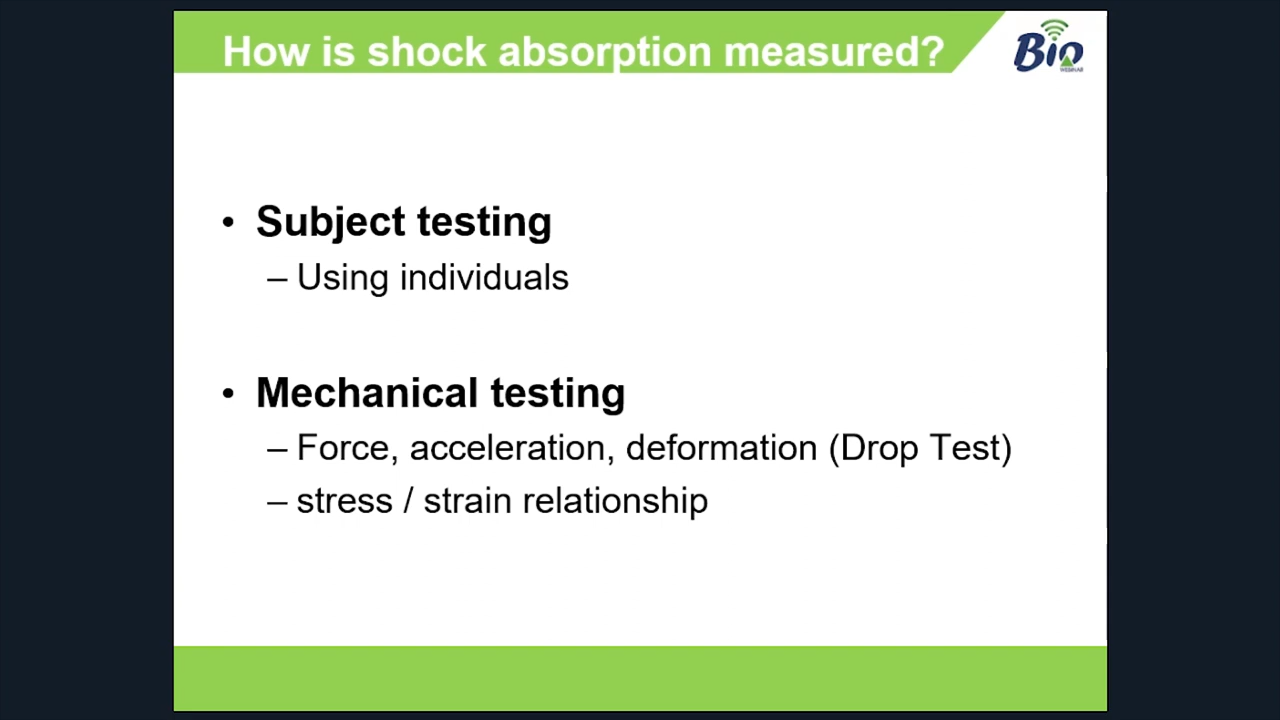 How is shock absorption measured?
Bio
WEBINAR
• Subject testing
– Using individuals
• Mechanical testing
– Force, acceleration, deformation (Drop Test)
– stress / strain relationship